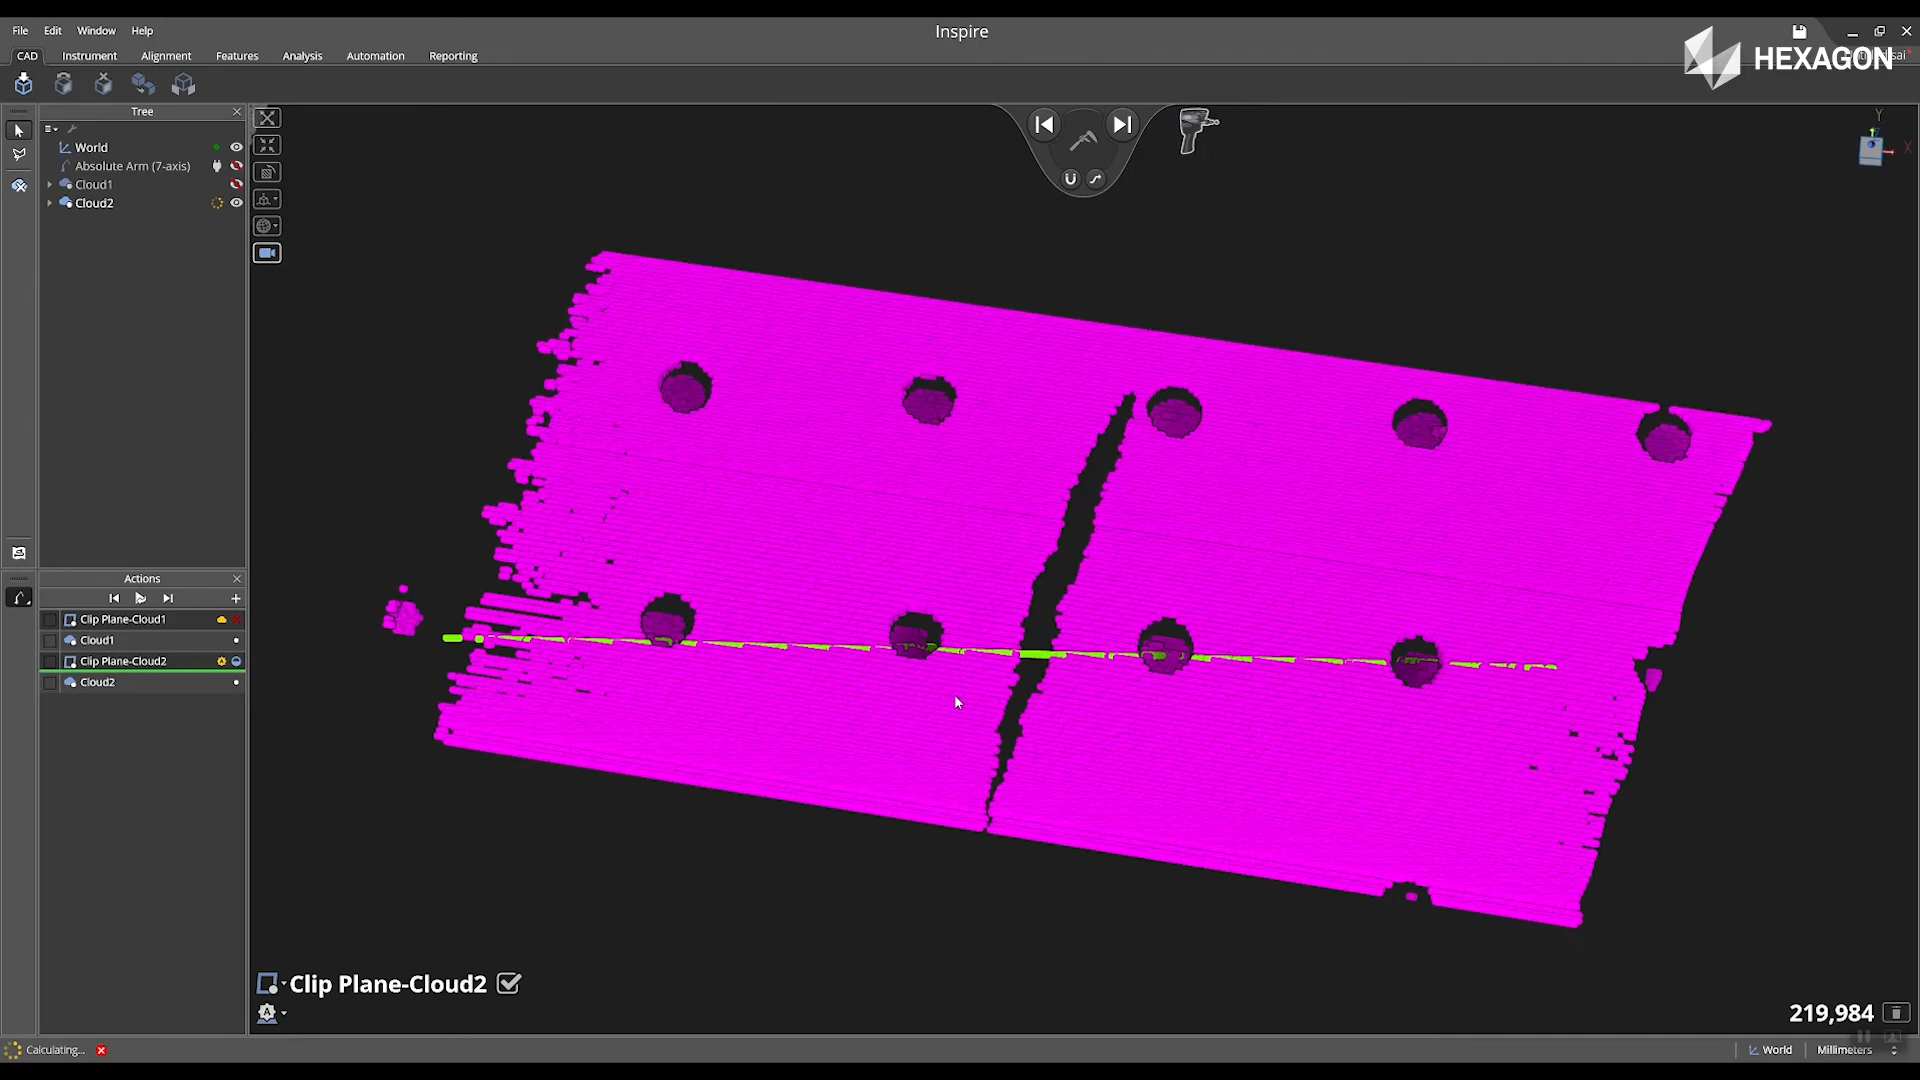 File Edit Window Help
Inspire
CAD Instrument Alignment Features Analysis Automation Reporting
HEXAGON
Tree
World
Absolute Arm (7-axis)
Cloud1
Cloud2
Y
X
Actions
Clip Plane-Cloud1
Cloud1
Clip Plane-Cloud2
Cloud2
Clip Plane-Cloud2
A
219,984
Calculating...
World
Millimeters